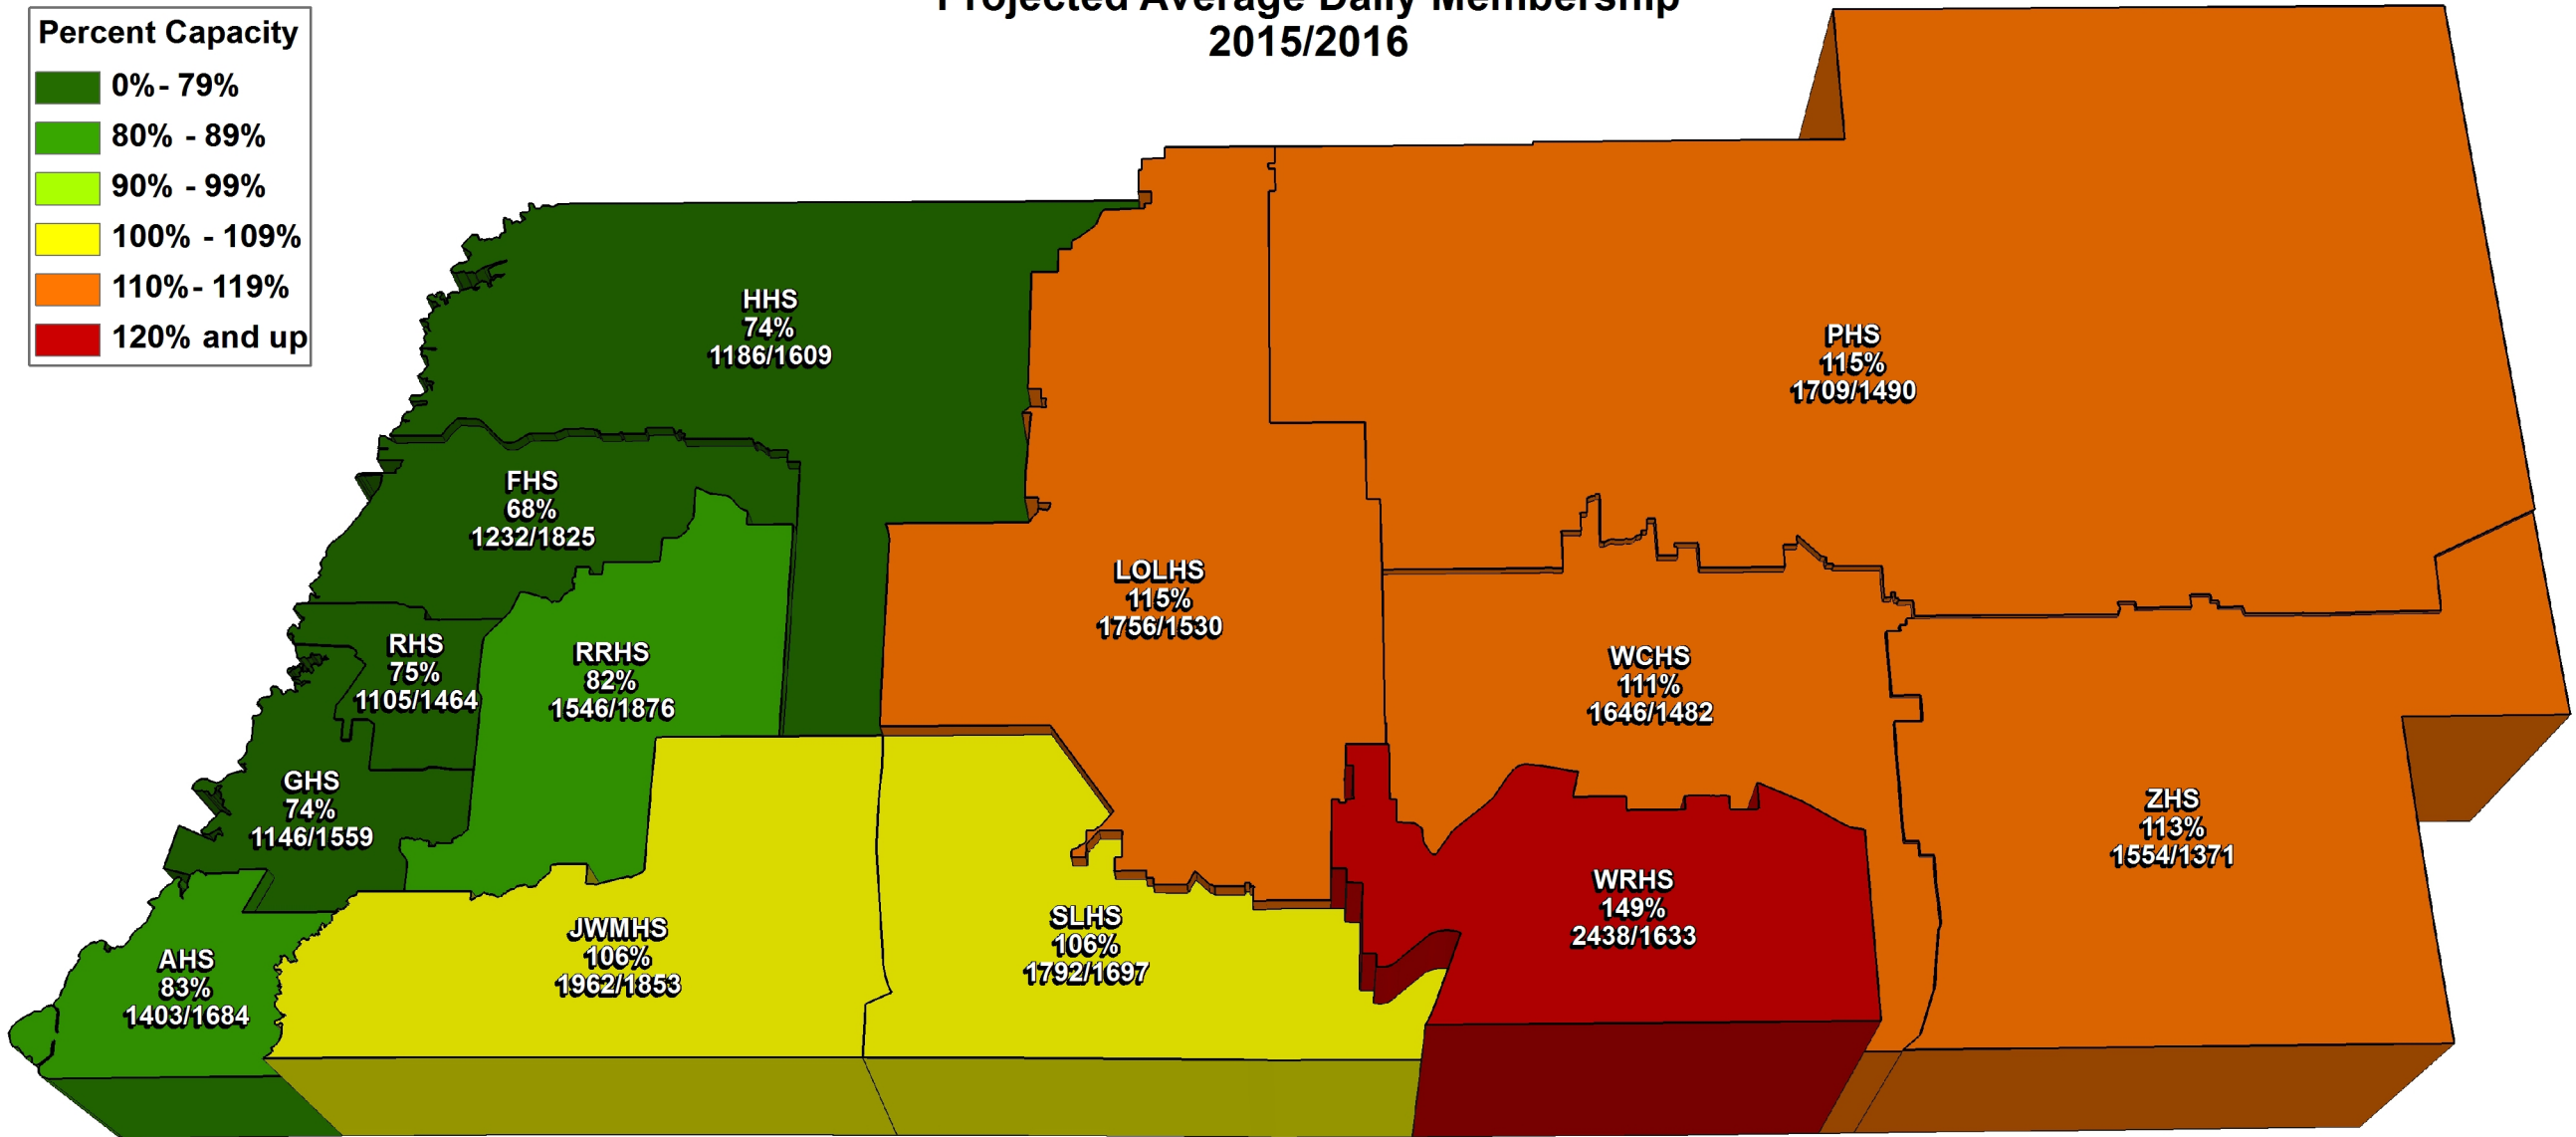 Projected Average Daily Membership
2015/2016
Percent Capacity
0% - 79%
80% - 89%
90% - 99%
100% - 109%
110% - 119%
120% and up
HHS
74%
1186/1609
PHS
115%
1709/1490
FHS
68%
1232/1825
LOLHS
115%
1756/1530
RHS
75%
1105/1464
RRHS
82%
1546/1876
WCHS
111%
1646/1482
GHS
74%
1146/1559
ZHS
113%
1554/1371
WRHS
149%
2438/1633
SLHS
106%
1792/1697
JWMHS
106%
1962/1853
AHS
83%
1403/1684